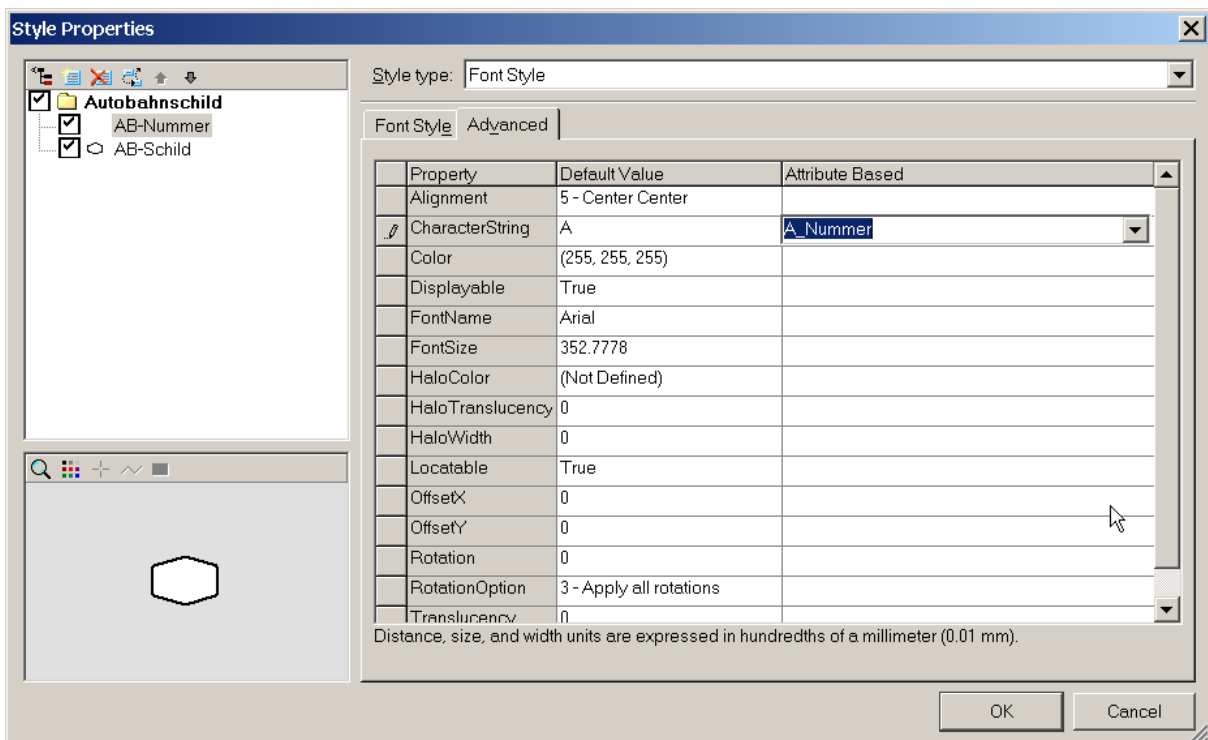 Style Properties
Autobahnschild
AB-Nummer
AB-Schild
Style type: Font Style
Font Style Advanced
Property Default Value Attribute Based
Alignment 5 - Center Center
CharacterString A A_Nummer
Color (255, 255, 255)
Displayable True
FontName Arial
FontSize 352.7778
HaloColor (Not Defined)
HaloTranslucency 0
HaloWidth 0
Locatable True
OffsetX 0
OffsetY 0
Rotation 0
RotationOption 3 - Apply all rotations
Translucency 0
Distance, size, and width units are expressed in hundredths of a millimeter (0.01 mm).
OK Cancel